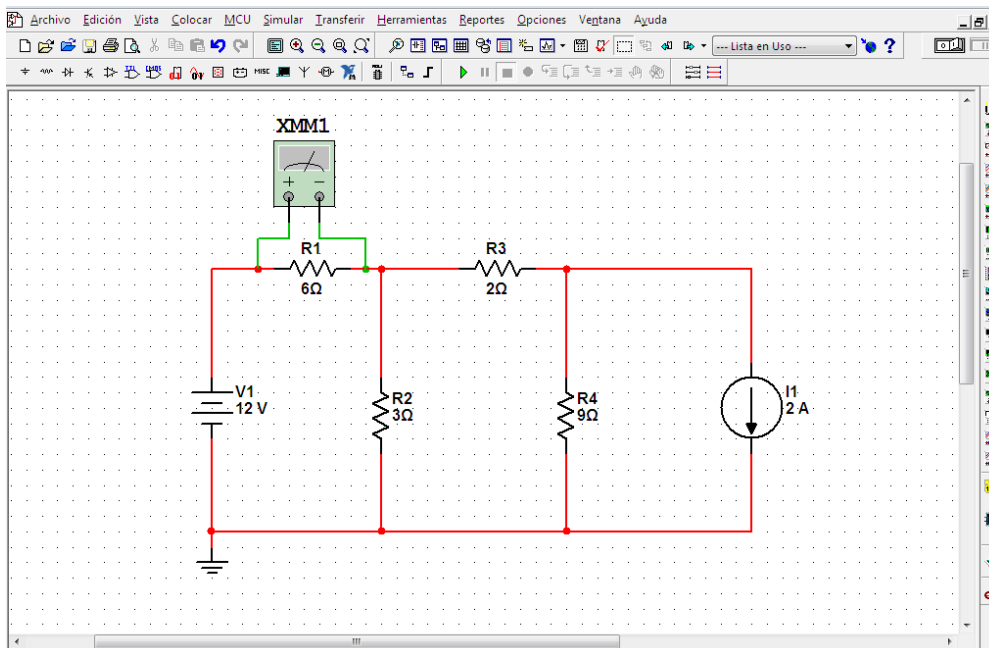 Archivo Edición Vista Colocar MCU Simular Transferir Herramientas Reportes Opciones Ventana Ayuda
--- Lista en Uso ---
?
MISC
XMM1
+ −
R1
6Ω
R3
2Ω
V1
12 V
R2
3Ω
R4
9Ω
I1
2 A